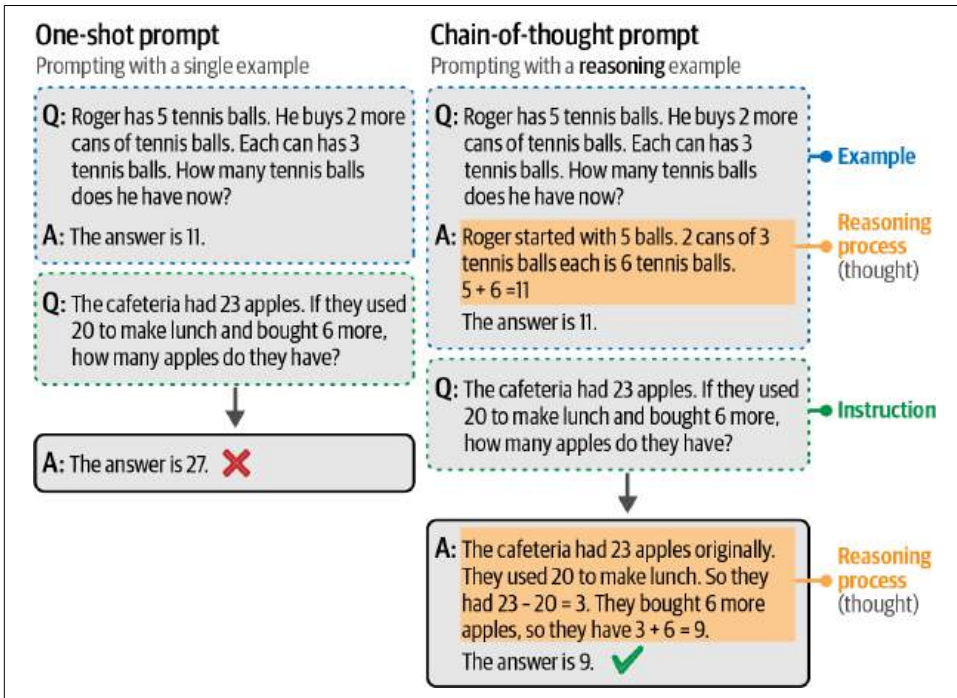 One-shot prompt
Prompting with a single example
Q: Roger has 5 tennis balls. He buys 2 more
cans of tennis balls. Each can has 3
tennis balls. How many tennis balls
does he have now?
A: The answer is 11.
Q: The cafeteria had 23 apples. If they used
20 to make lunch and bought 6 more,
how many apples do they have?
A: The answer is 27.
Chain-of-thought prompt
Prompting with a reasoning example
Q: Roger has 5 tennis balls. He buys 2 more
cans of tennis balls. Each can has 3
tennis balls. How many tennis balls
does he have now?
Example
A: Roger started with 5 balls. 2 cans of 3
tennis balls each is 6 tennis balls.
5 + 6 =11
The answer is 11.
Reasoning
process
(thought)
Q: The cafeteria had 23 apples. If they used
20 to make lunch and bought 6 more,
how many apples do they have?
Instruction
A: The cafeteria had 23 apples originally.
They used 20 to make lunch. So they
had 23 – 20 = 3. They bought 6 more
apples, so they have 3 + 6 = 9.
The answer is 9.
Reasoning
process
(thought)